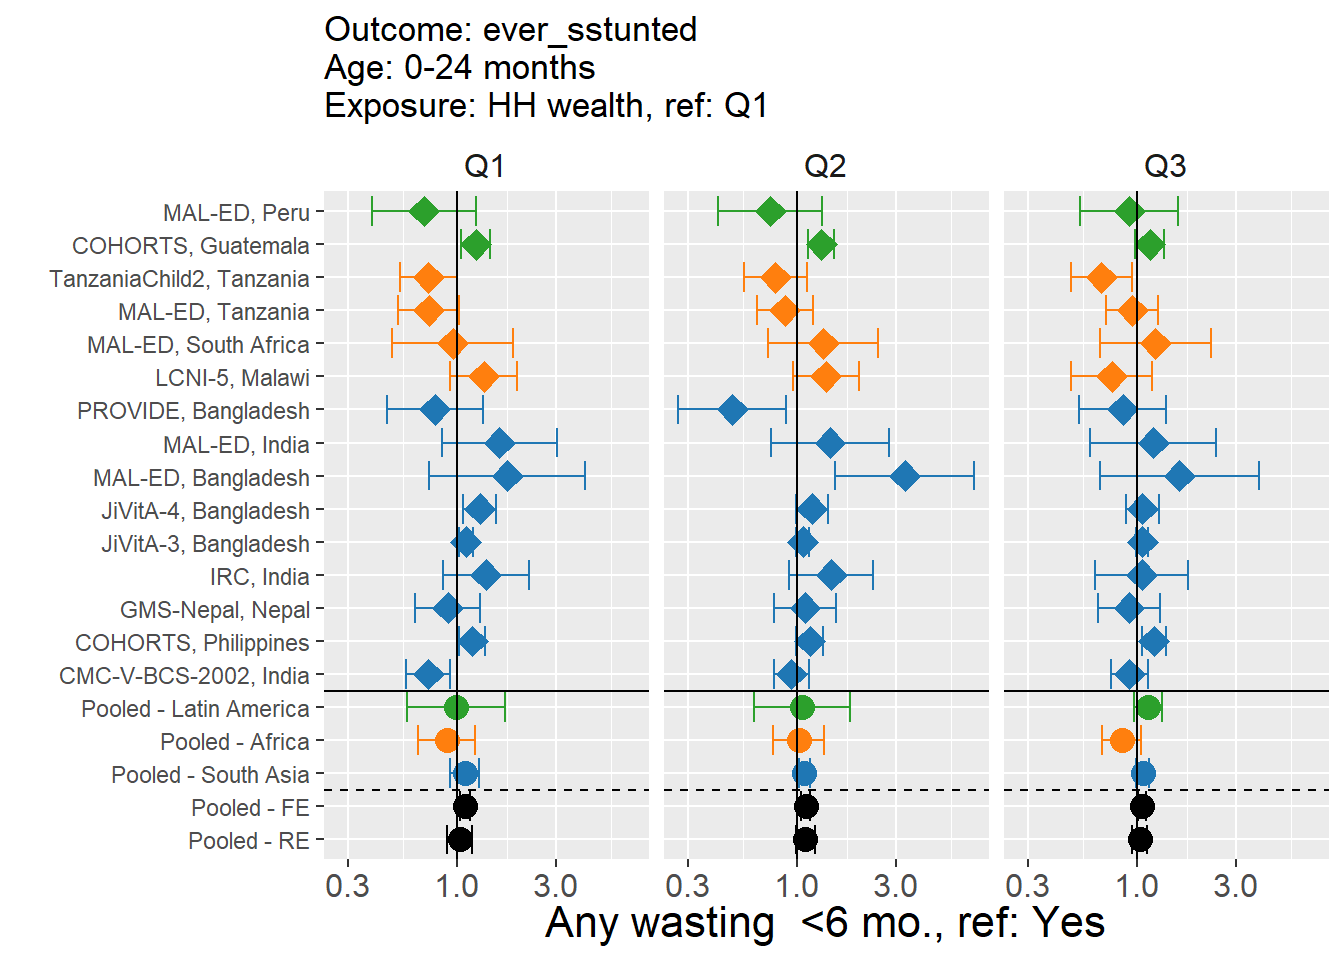 Outcome: ever_sstunted
Age: 0-24 months
Exposure: HH wealth, ref: Q1
Q1 Q2 Q3
MAL-ED, Peru
COHORTS, Guatemala
TanzaniaChild2, Tanzania
MAL-ED, Tanzania
MAL-ED, South Africa
LCNI-5, Malawi
PROVIDE, Bangladesh
MAL-ED, India
MAL-ED, Bangladesh
JiVitA-4, Bangladesh
JiVitA-3, Bangladesh
IRC, India
GMS-Nepal, Nepal
COHORTS, Philippines
CMC-V-BCS-2002, India
Pooled - Latin America
Pooled - Africa
Pooled - South Asia
Pooled - FE
Pooled - RE
0.3 1.0 3.0 0.3 1.0 3.0 0.3 1.0 3.0
Any wasting  <6 mo., ref: Yes